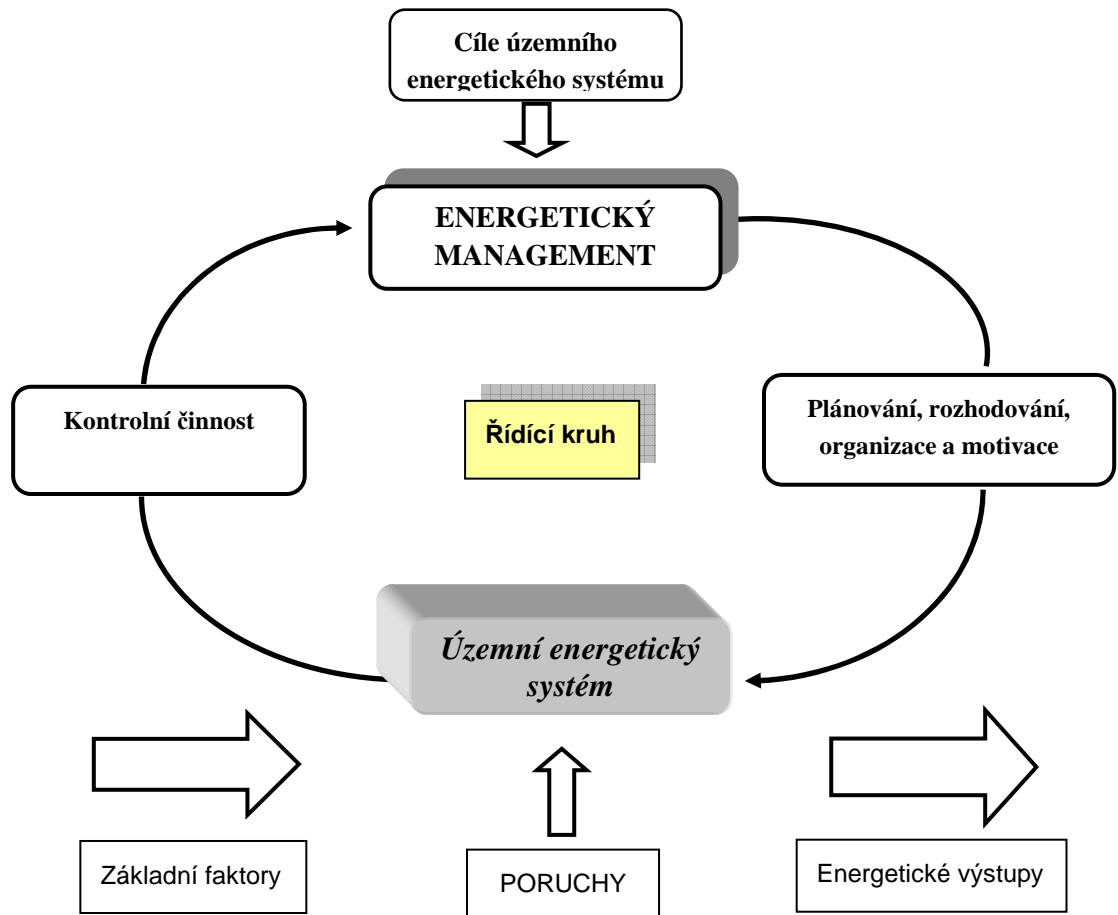 Cíle územního
energetického systému
ENERGETICKÝ
MANAGEMENT
Kontrolní činnost
Řídící kruh
Plánování, rozhodování,
organizace a motivace
Územní energetický
systém
Základní faktory
PORUCHY
Energetické výstupy